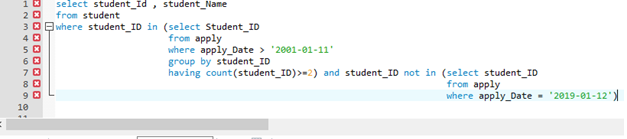 1 select student_Id , student_Name
2 from student
3 where student_ID in (select Student_ID
4 from apply
5 where apply_Date > '2001-01-11'
6 group by student_ID
7 having count(student_ID)>=2) and student_ID not in (select student_ID
8 from apply
9 where apply_Date = '2019-01-12')
10
11